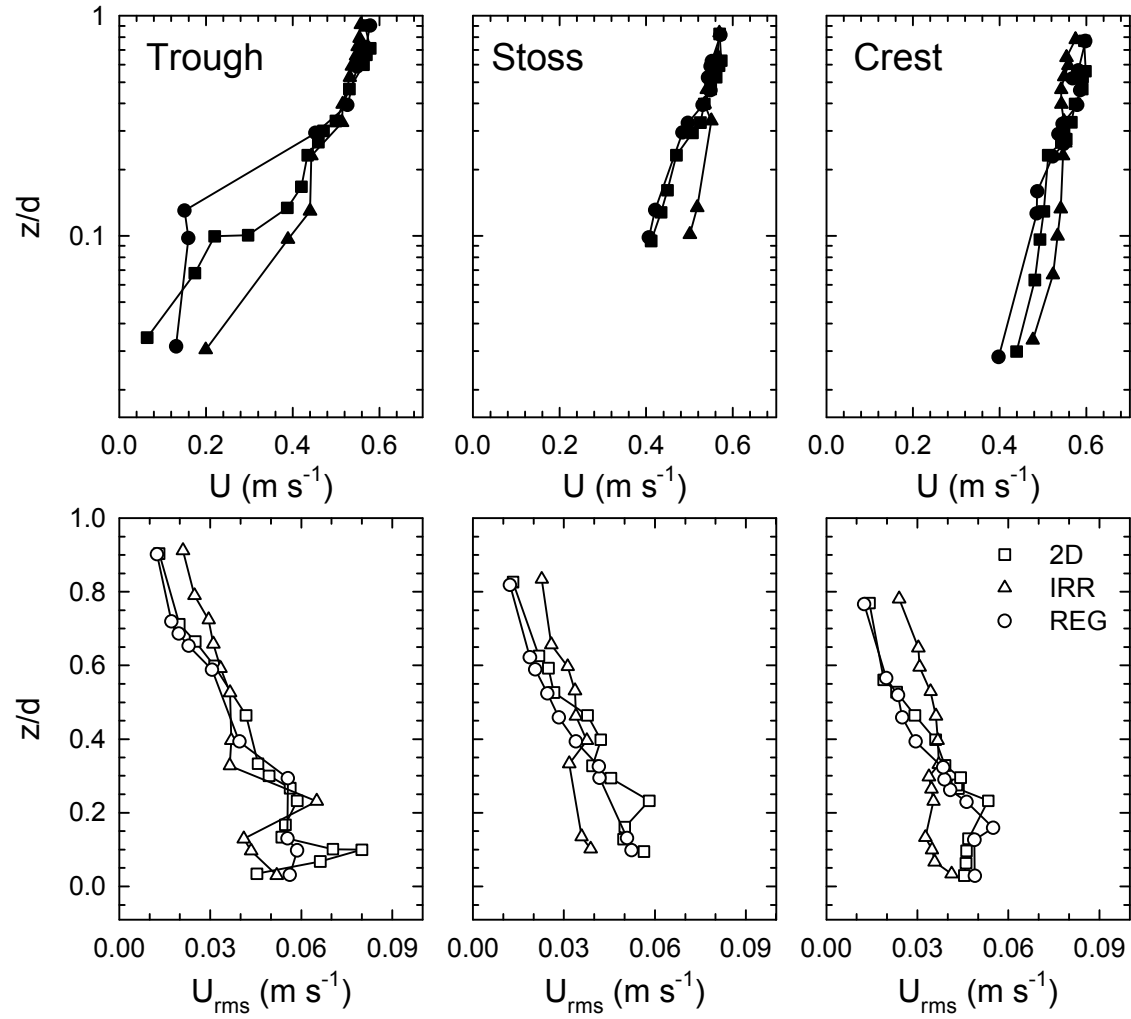 Trough Stoss Crest
1
z/d
0.1
0.0 0.2 0.4 0.6 0.0 0.2 0.4 0.6 0.0 0.2 0.4 0.6
U (m s⁻¹) U (m s⁻¹) U (m s⁻¹)
1.0
2D
0.8
IRR
REG
0.6
z/d
0.4
0.2
0.0
0.00 0.03 0.06 0.09 0.00 0.03 0.06 0.09 0.00 0.03 0.06 0.09
U_rms (m s⁻¹) U_rms (m s⁻¹) U_rms (m s⁻¹)